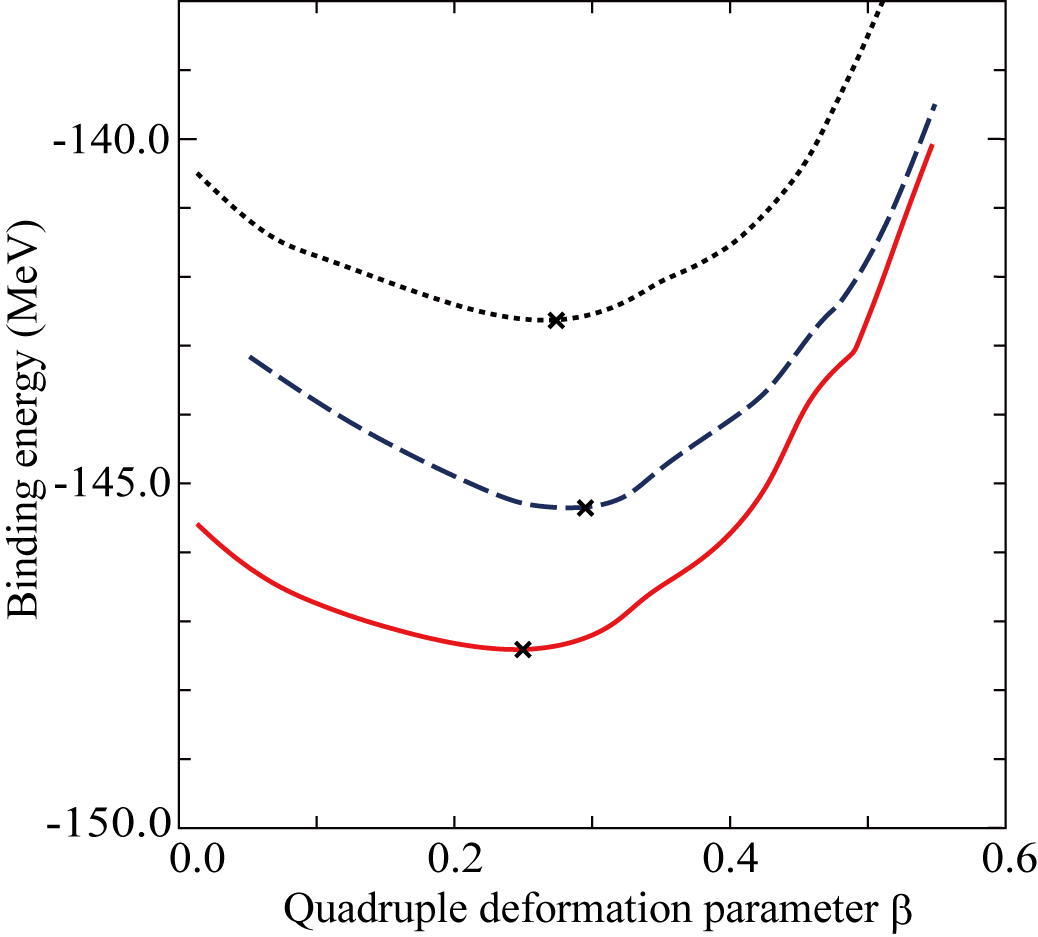 -140.0
-145.0
-150.0
Binding energy (MeV)
0.0 0.2 0.4 0.6
Quadruple deformation parameter β